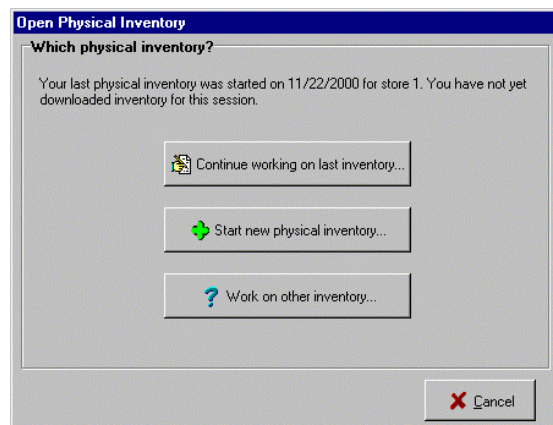 Open Physical Inventory
Which physical inventory?
Your last physical inventory was started on 11/22/2000 for store 1. You have not yet
downloaded inventory for this session.
Continue working on last inventory...
Start new physical inventory...
Work on other inventory...
Cancel